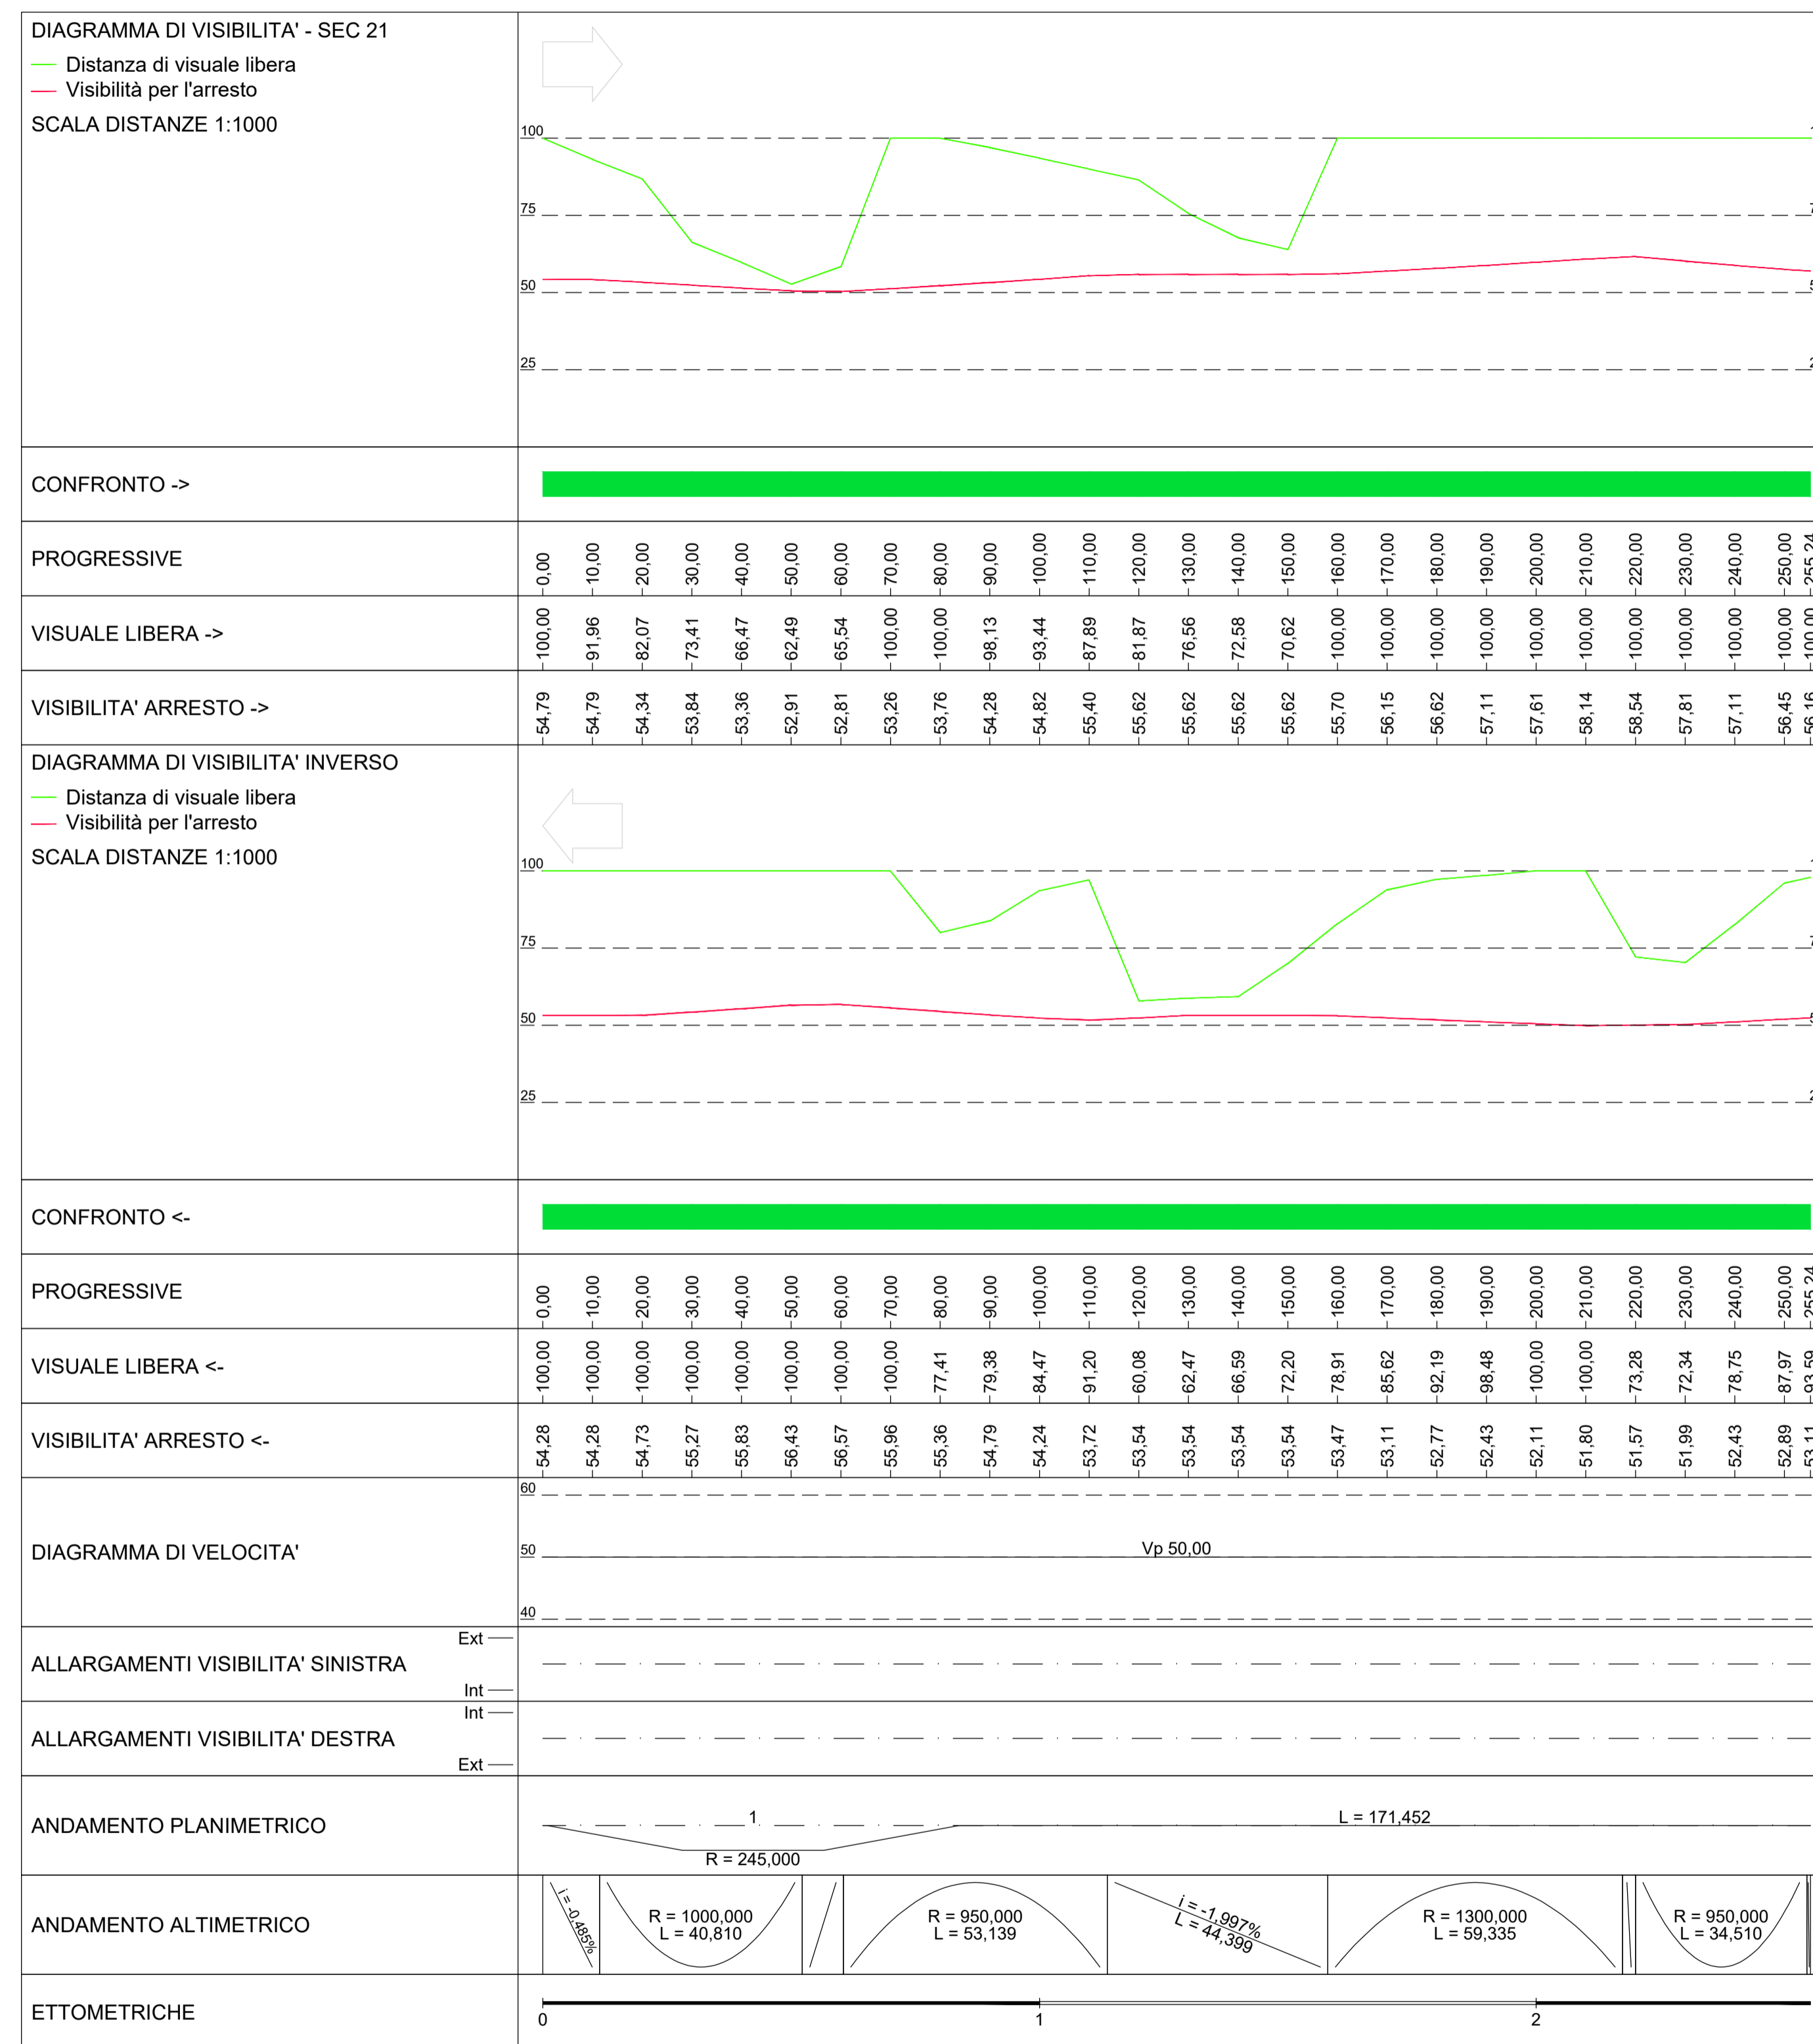 DIAGRAMMA DI VISIBILITA' - SEC 21
Distanza di visuale libera
Visibilità per l'arresto
SCALA DISTANZE 1:1000
100
75
50
25
CONFRONTO ->
PROGRESSIVE
0,00 10,00 20,00 30,00 40,00 50,00 60,00 70,00 80,00 90,00 100,00 110,00 120,00 130,00 140,00 150,00 160,00 170,00 180,00 190,00 200,00 210,00 220,00 230,00 240,00 250,00 255,24
VISUALE LIBERA ->
100,00 91,96 82,07 73,41 66,47 62,49 65,54 100,00 100,00 98,13 93,44 87,89 81,87 76,56 72,58 70,62 100,00 100,00 100,00 100,00 100,00 100,00 100,00 100,00 100,00 100,00 100,00
VISIBILITA' ARRESTO ->
54,79 54,79 54,34 53,84 53,36 52,91 52,81 53,26 53,76 54,28 54,82 55,40 55,62 55,62 55,62 55,62 55,70 56,15 56,62 57,11 57,61 58,14 58,54 57,81 57,11 56,45 56,16
DIAGRAMMA DI VISIBILITA' INVERSO
Distanza di visuale libera
Visibilità per l'arresto
SCALA DISTANZE 1:1000
100
75
50
25
CONFRONTO <-
PROGRESSIVE
0,00 10,00 20,00 30,00 40,00 50,00 60,00 70,00 80,00 90,00 100,00 110,00 120,00 130,00 140,00 150,00 160,00 170,00 180,00 190,00 200,00 210,00 220,00 230,00 240,00 250,00 255,24
VISUALE LIBERA <-
100,00 100,00 100,00 100,00 100,00 100,00 100,00 100,00 77,41 79,38 84,47 91,20 60,08 62,47 66,59 72,20 78,91 85,62 92,19 98,48 100,00 100,00 73,28 72,34 78,75 87,97 93,59
VISIBILITA' ARRESTO <-
54,28 54,28 54,73 55,27 55,83 56,43 56,57 55,96 55,36 54,79 54,24 53,72 53,54 53,54 53,54 53,54 53,47 53,11 52,77 52,43 52,11 51,80 51,57 51,99 52,43 52,89 53,11
DIAGRAMMA DI VELOCITA'
60
50
40
Vp 50,00
ALLARGAMENTI VISIBILITA' SINISTRA
Ext
Int
ALLARGAMENTI VISIBILITA' DESTRA
Int
Ext
ANDAMENTO PLANIMETRICO
1
R = 245,000
L = 171,452
ANDAMENTO ALTIMETRICO
i = -0,485%
R = 1000,000
L = 40,810
R = 950,000
L = 53,139
i = -1,997%
L = 44,399
R = 1300,000
L = 59,335
R = 950,000
L = 34,510
ETTOMETRICHE
0 1 2